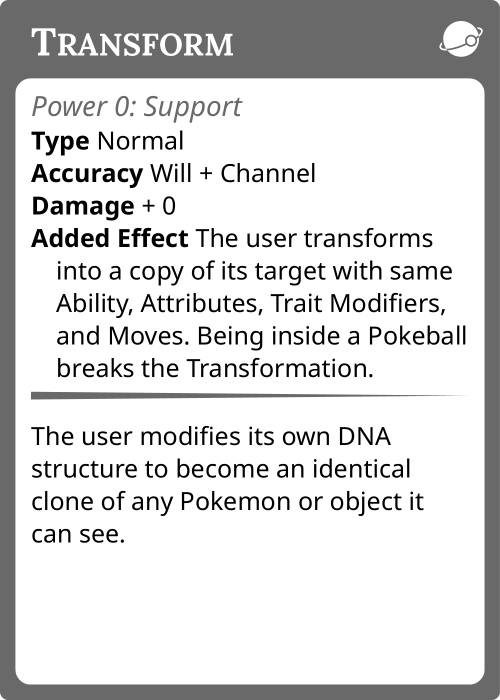 TRANSFORM
Power 0: Support
Type Normal
Accuracy Will + Channel
Damage + 0
Added Effect The user transforms
into a copy of its target with same
Ability, Attributes, Trait Modifiers,
and Moves. Being inside a Pokeball
breaks the Transformation.
The user modifies its own DNA
structure to become an identical
clone of any Pokemon or object it
can see.